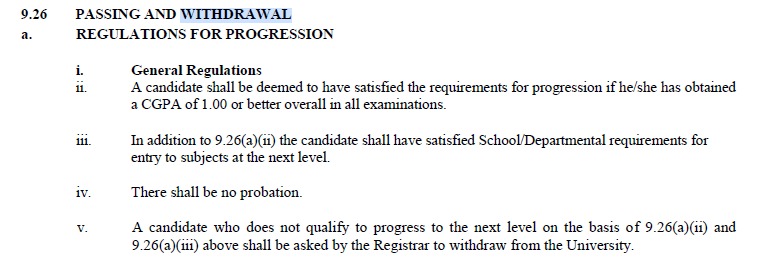 9.26 PASSING AND WITHDRAWAL
a. REGULATIONS FOR PROGRESSION
i. General Regulations
ii. A candidate shall be deemed to have satisfied the requirements for progression if he/she has obtained
a CGPA of 1.00 or better overall in all examinations.
iii. In addition to 9.26(a)(ii) the candidate shall have satisfied School/Departmental requirements for
entry to subjects at the next level.
iv. There shall be no probation.
v. A candidate who does not qualify to progress to the next level on the basis of 9.26(a)(ii) and
9.26(a)(iii) above shall be asked by the Registrar to withdraw from the University.